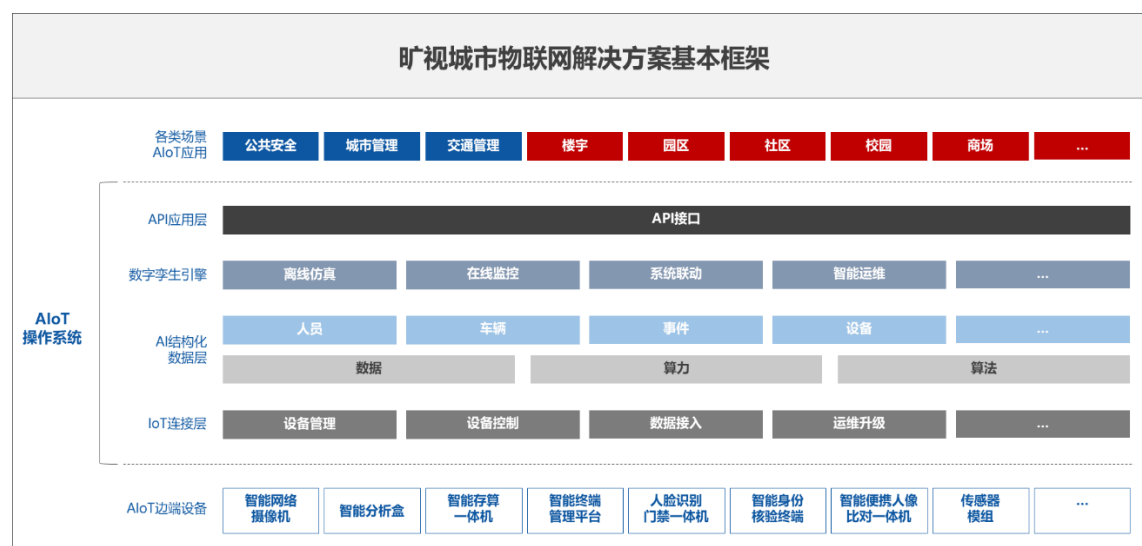 旷视城市物联网解决方案基本框架
各类场景
AIoT应用
公共安全
城市管理
交通管理
楼宇
园区
社区
校园
商场
...
API应用层
API接口
数字孪生引擎
离线仿真
在线监控
系统联动
智能运维
...
AIoT
操作系统
AI结构化
数据层
人员
车辆
事件
设备
...
数据
算力
算法
IoT连接层
设备管理
设备控制
数据接入
运维升级
...
AIoT边端设备
智能网络
摄像机
智能分析盒
智能存算
一体机
智能终端
管理平台
人脸识别
门禁一体机
智能身份
核验终端
智能便携人像
比对一体机
传感器
模组
...